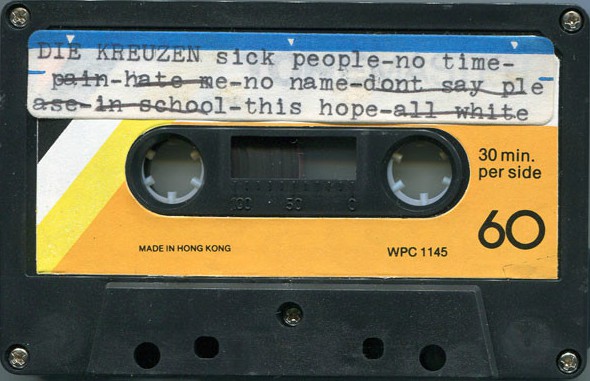 DIE KREUZEN sick people-no time-
pain-hate me-no name-dont say ple
ase-in school-this hope-all white
30 min.
per side
100 50 0
60
MADE IN HONG KONG
WPC 1145